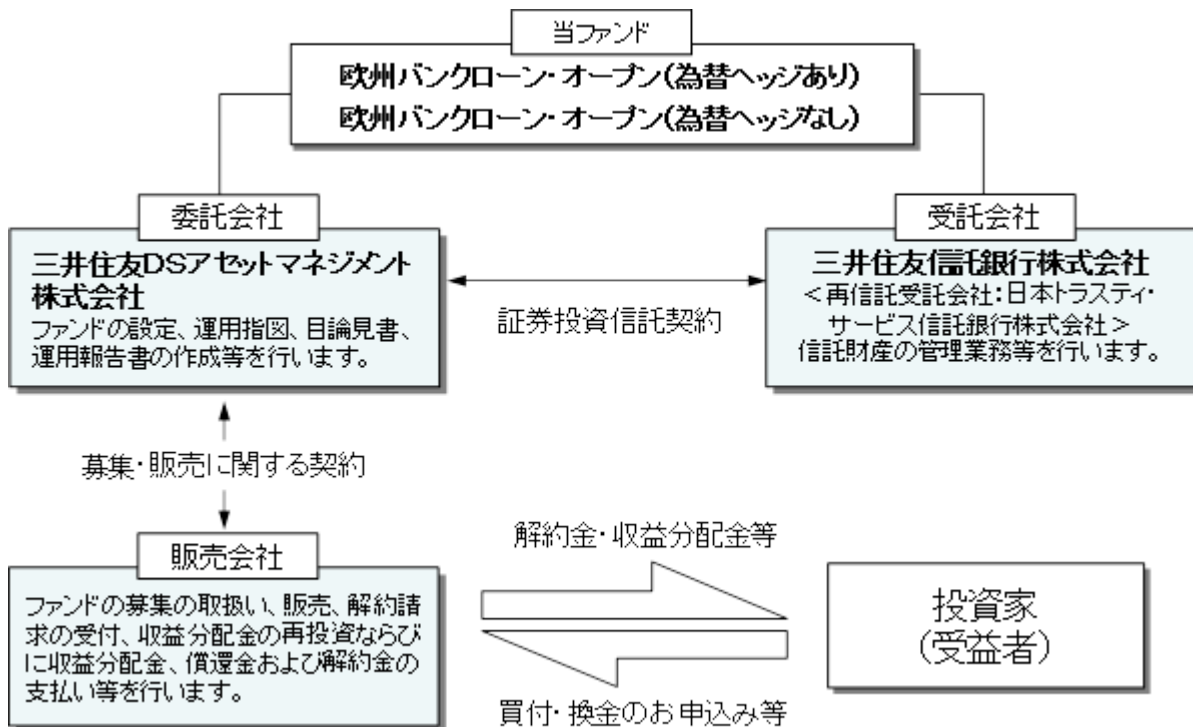 当ファンド
欧州バンクローン・オープン(為替ヘッジあり)
欧州バンクローン・オープン(為替ヘッジなし)
委託会社
三井住友DSアセットマネジメント
株式会社
ファンドの設定、運用指図、目論見書、
運用報告書の作成等を行います。
証券投資信託契約
受託会社
三井住友信託銀行株式会社
<再信託受託会社:日本トラスティ・
サービス信託銀行株式会社>
信託財産の管理業務等を行います。
募集・販売に関する契約
販売会社
ファンドの募集の取扱い、販売、解約請
求の受付、収益分配金の再投資ならび
に収益分配金、償還金および解約金の
支払い等を行います。
解約金・収益分配金等
買付・換金のお申込み等
投資家
(受益者)